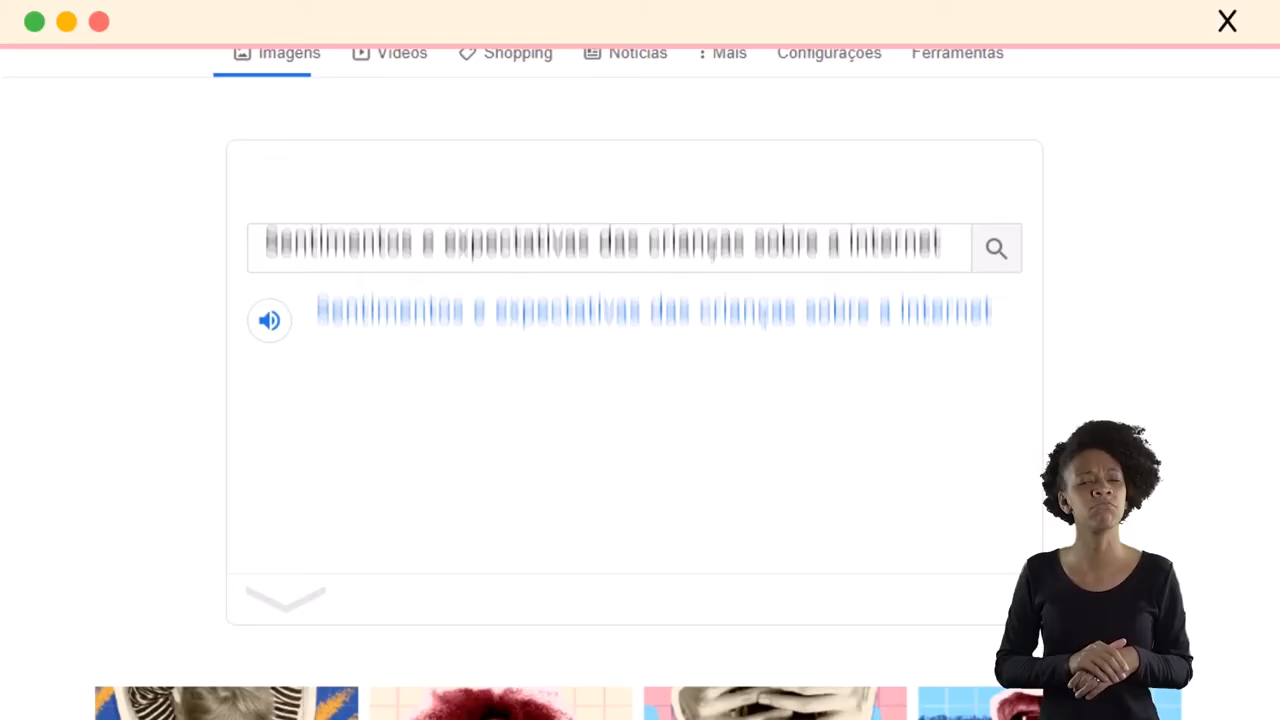 X
Imagens Vídeos Shopping Notícias Mais Configurações Ferramentas
Sentimentos e expectativas das crianças sobre a internet
Sentimentos e expectativas das crianças sobre a internet